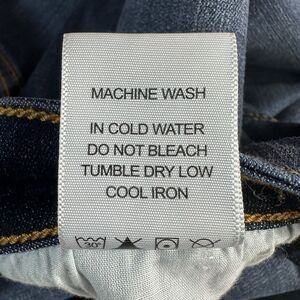 MACHINE WASH
IN COLD WATER
DO NOT BLEACH
TUMBLE DRY LOW
COOL IRON
30°